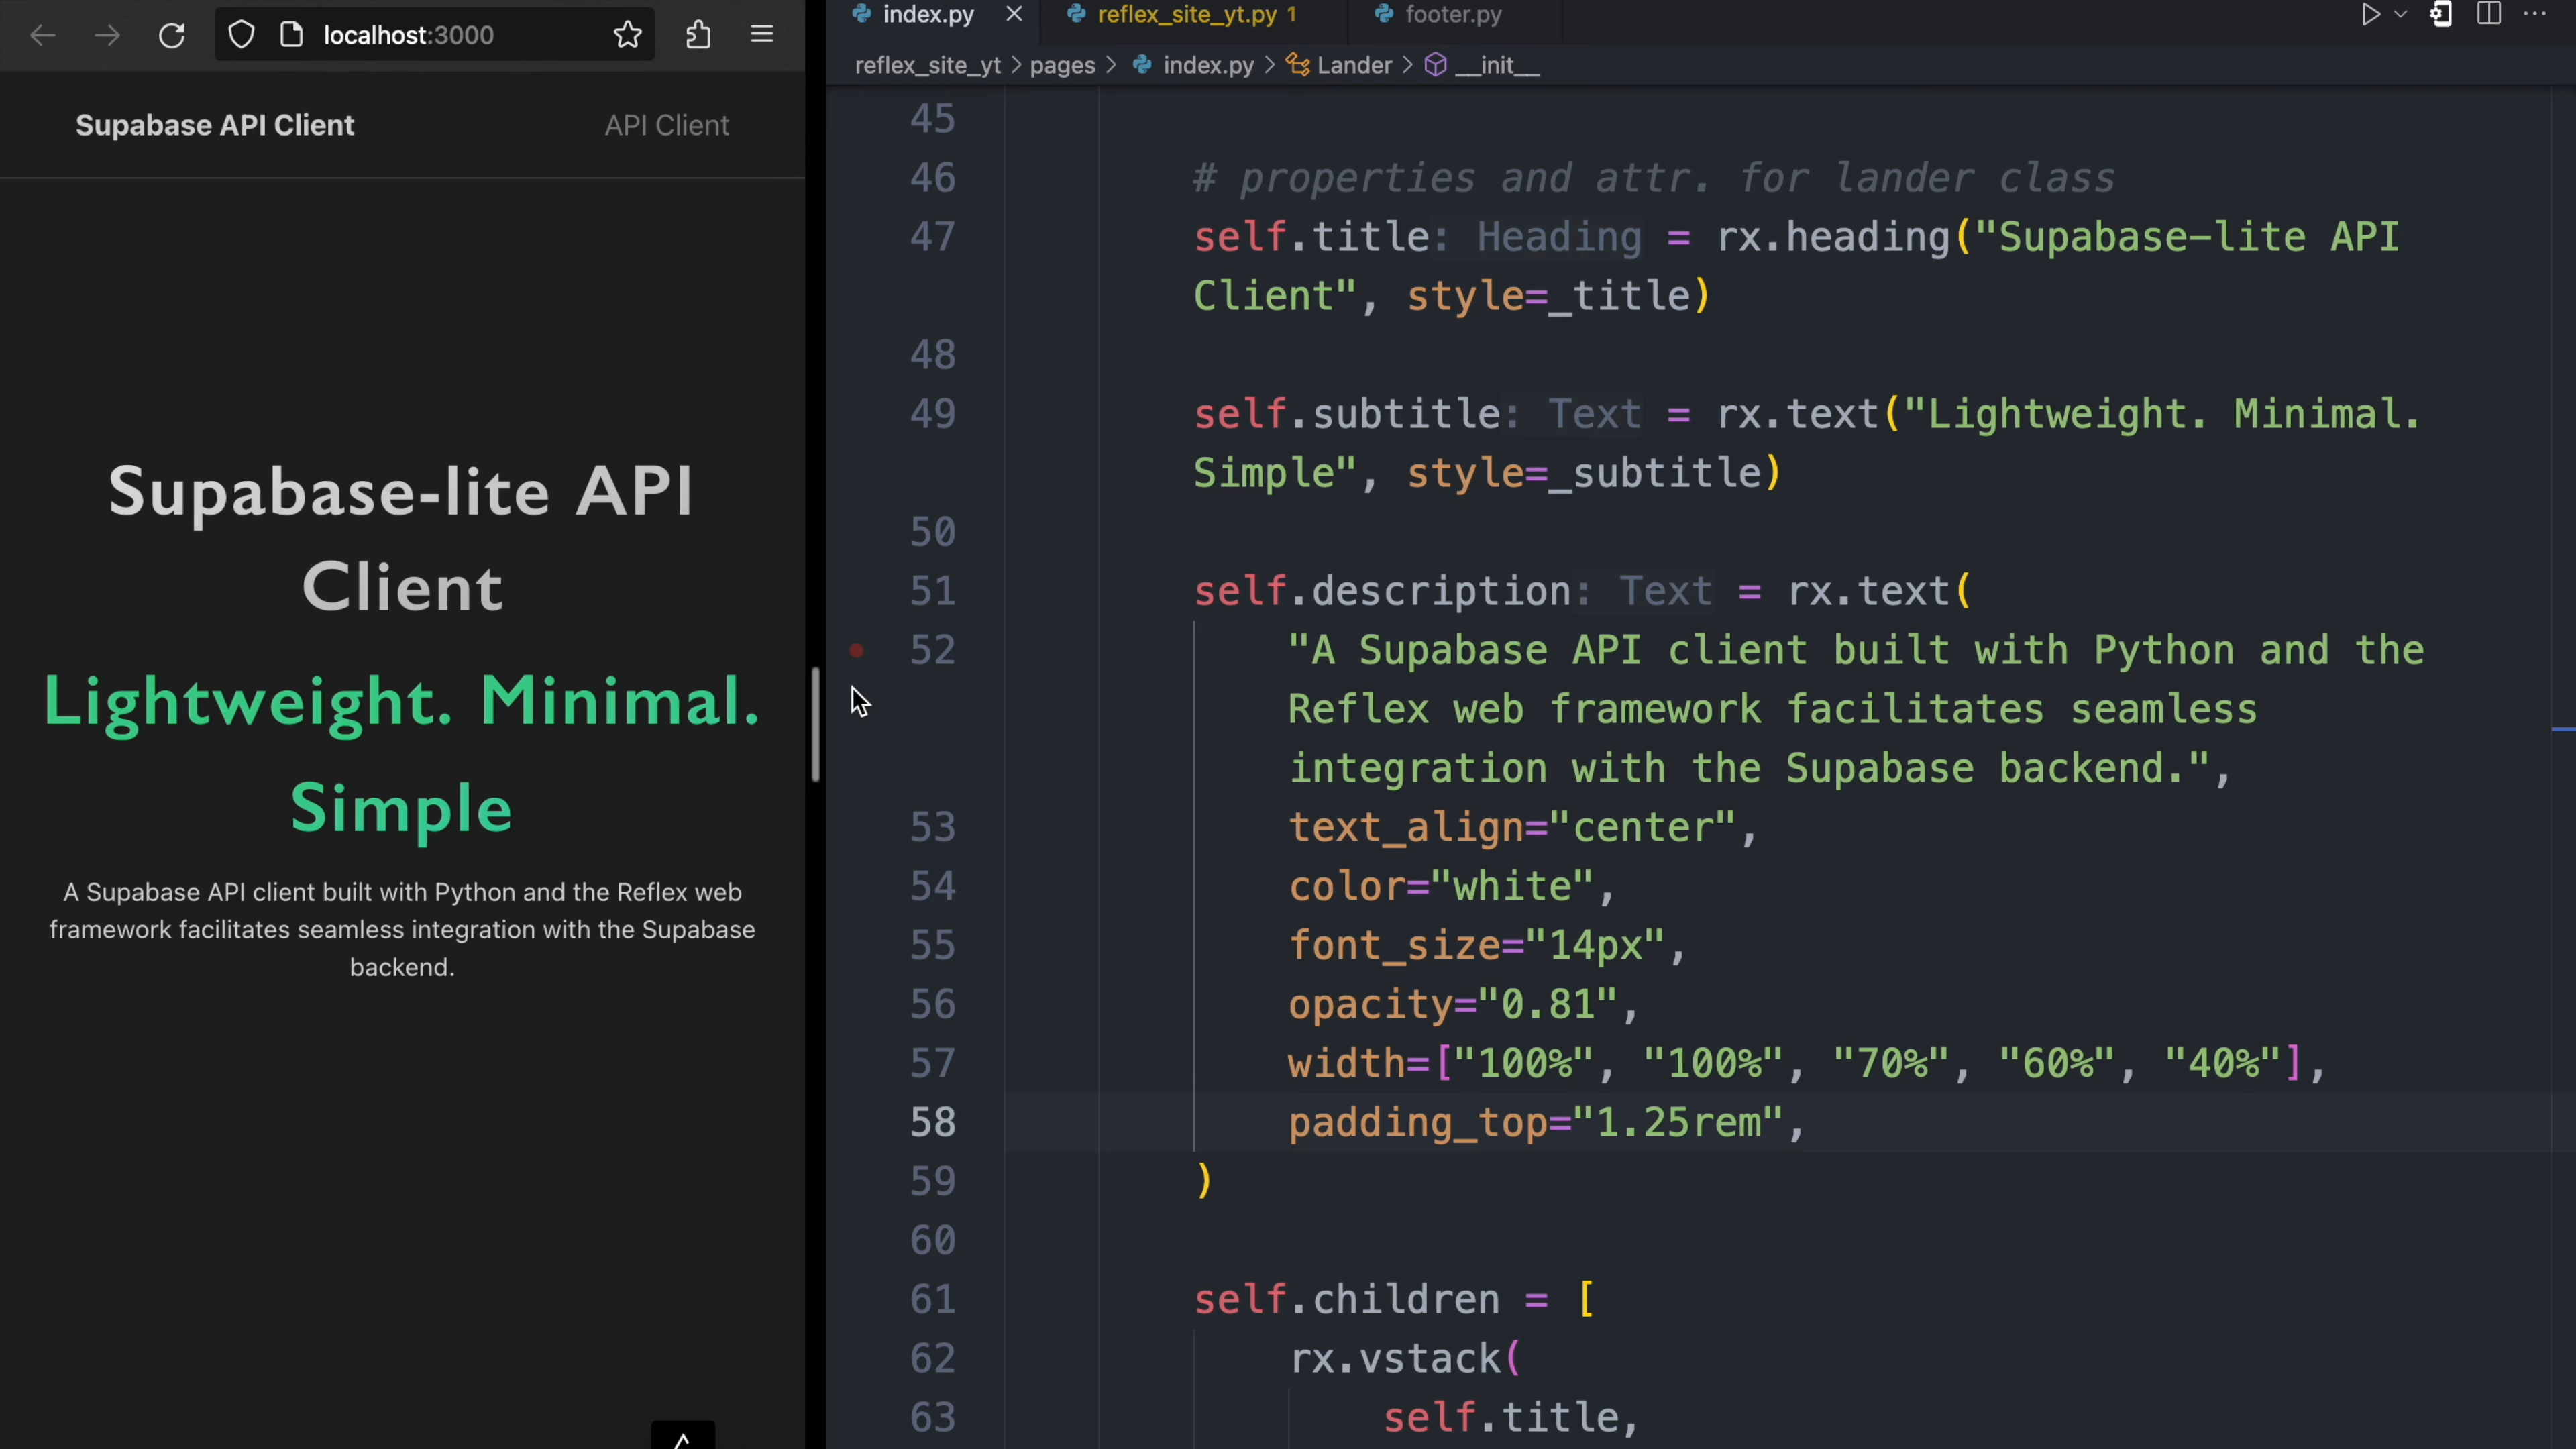 localhost:3000
Supabase API Client
API Client
Supabase-lite API
Client
Lightweight. Minimal.
Simple
A Supabase API client built with Python and the Reflex web
framework facilitates seamless integration with the Supabase
backend.
index.py
reflex_site_yt.py 1
footer.py
reflex_site_yt > pages > index.py > Lander > __init__
45
46 # properties and attr. for lander class
47 self.title: Heading = rx.heading("Supabase-lite API
Client", style=_title)
48
49 self.subtitle: Text = rx.text("Lightweight. Minimal.
Simple", style=_subtitle)
50
51 self.description: Text = rx.text(
52 "A Supabase API client built with Python and the
Reflex web framework facilitates seamless
integration with the Supabase backend.",
53 text_align="center",
54 color="white",
55 font_size="14px",
56 opacity="0.81",
57 width=["100%", "100%", "70%", "60%", "40%"],
58 padding_top="1.25rem",
59 )
60
61 self.children = [
62 rx.vstack(
63 self.title,